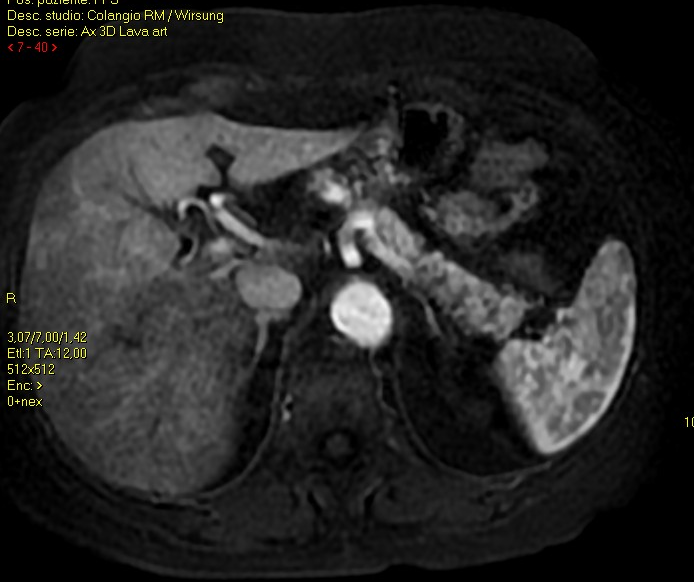 Desc. studio: Colangio RM / Wirsung
Desc. serie: Ax 3D Lava art
< 7 - 40 >
R
3,07/7,00/1,42
Etl:1 TA:12,00
512x512
Enc: >
0+nex
10